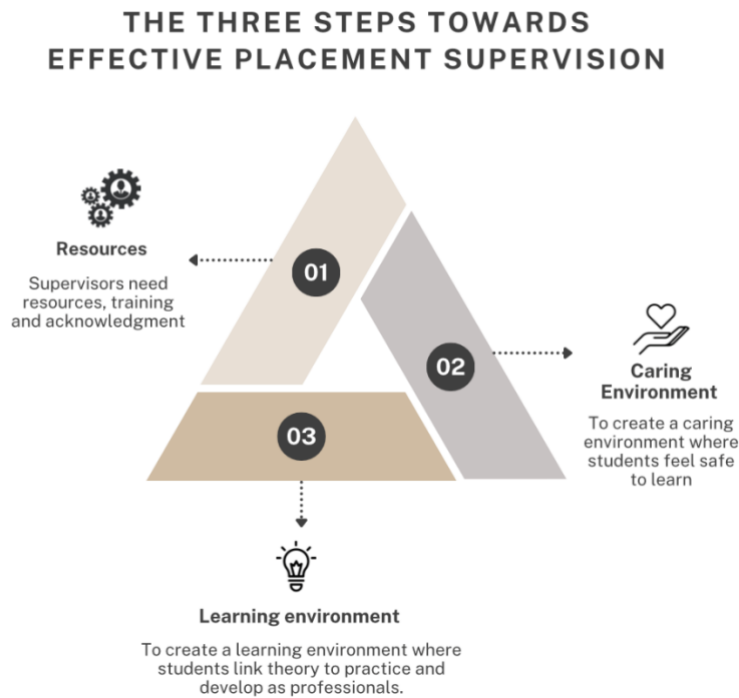 THE THREE STEPS TOWARDS
EFFECTIVE PLACEMENT SUPERVISION
01
Resources
Supervisors need
resources, training
and acknowledgment
02
Caring
Environment
To create a caring
environment where
students feel safe
to learn
03
Learning environment
To create a learning environment where
students link theory to practice and
develop as professionals.